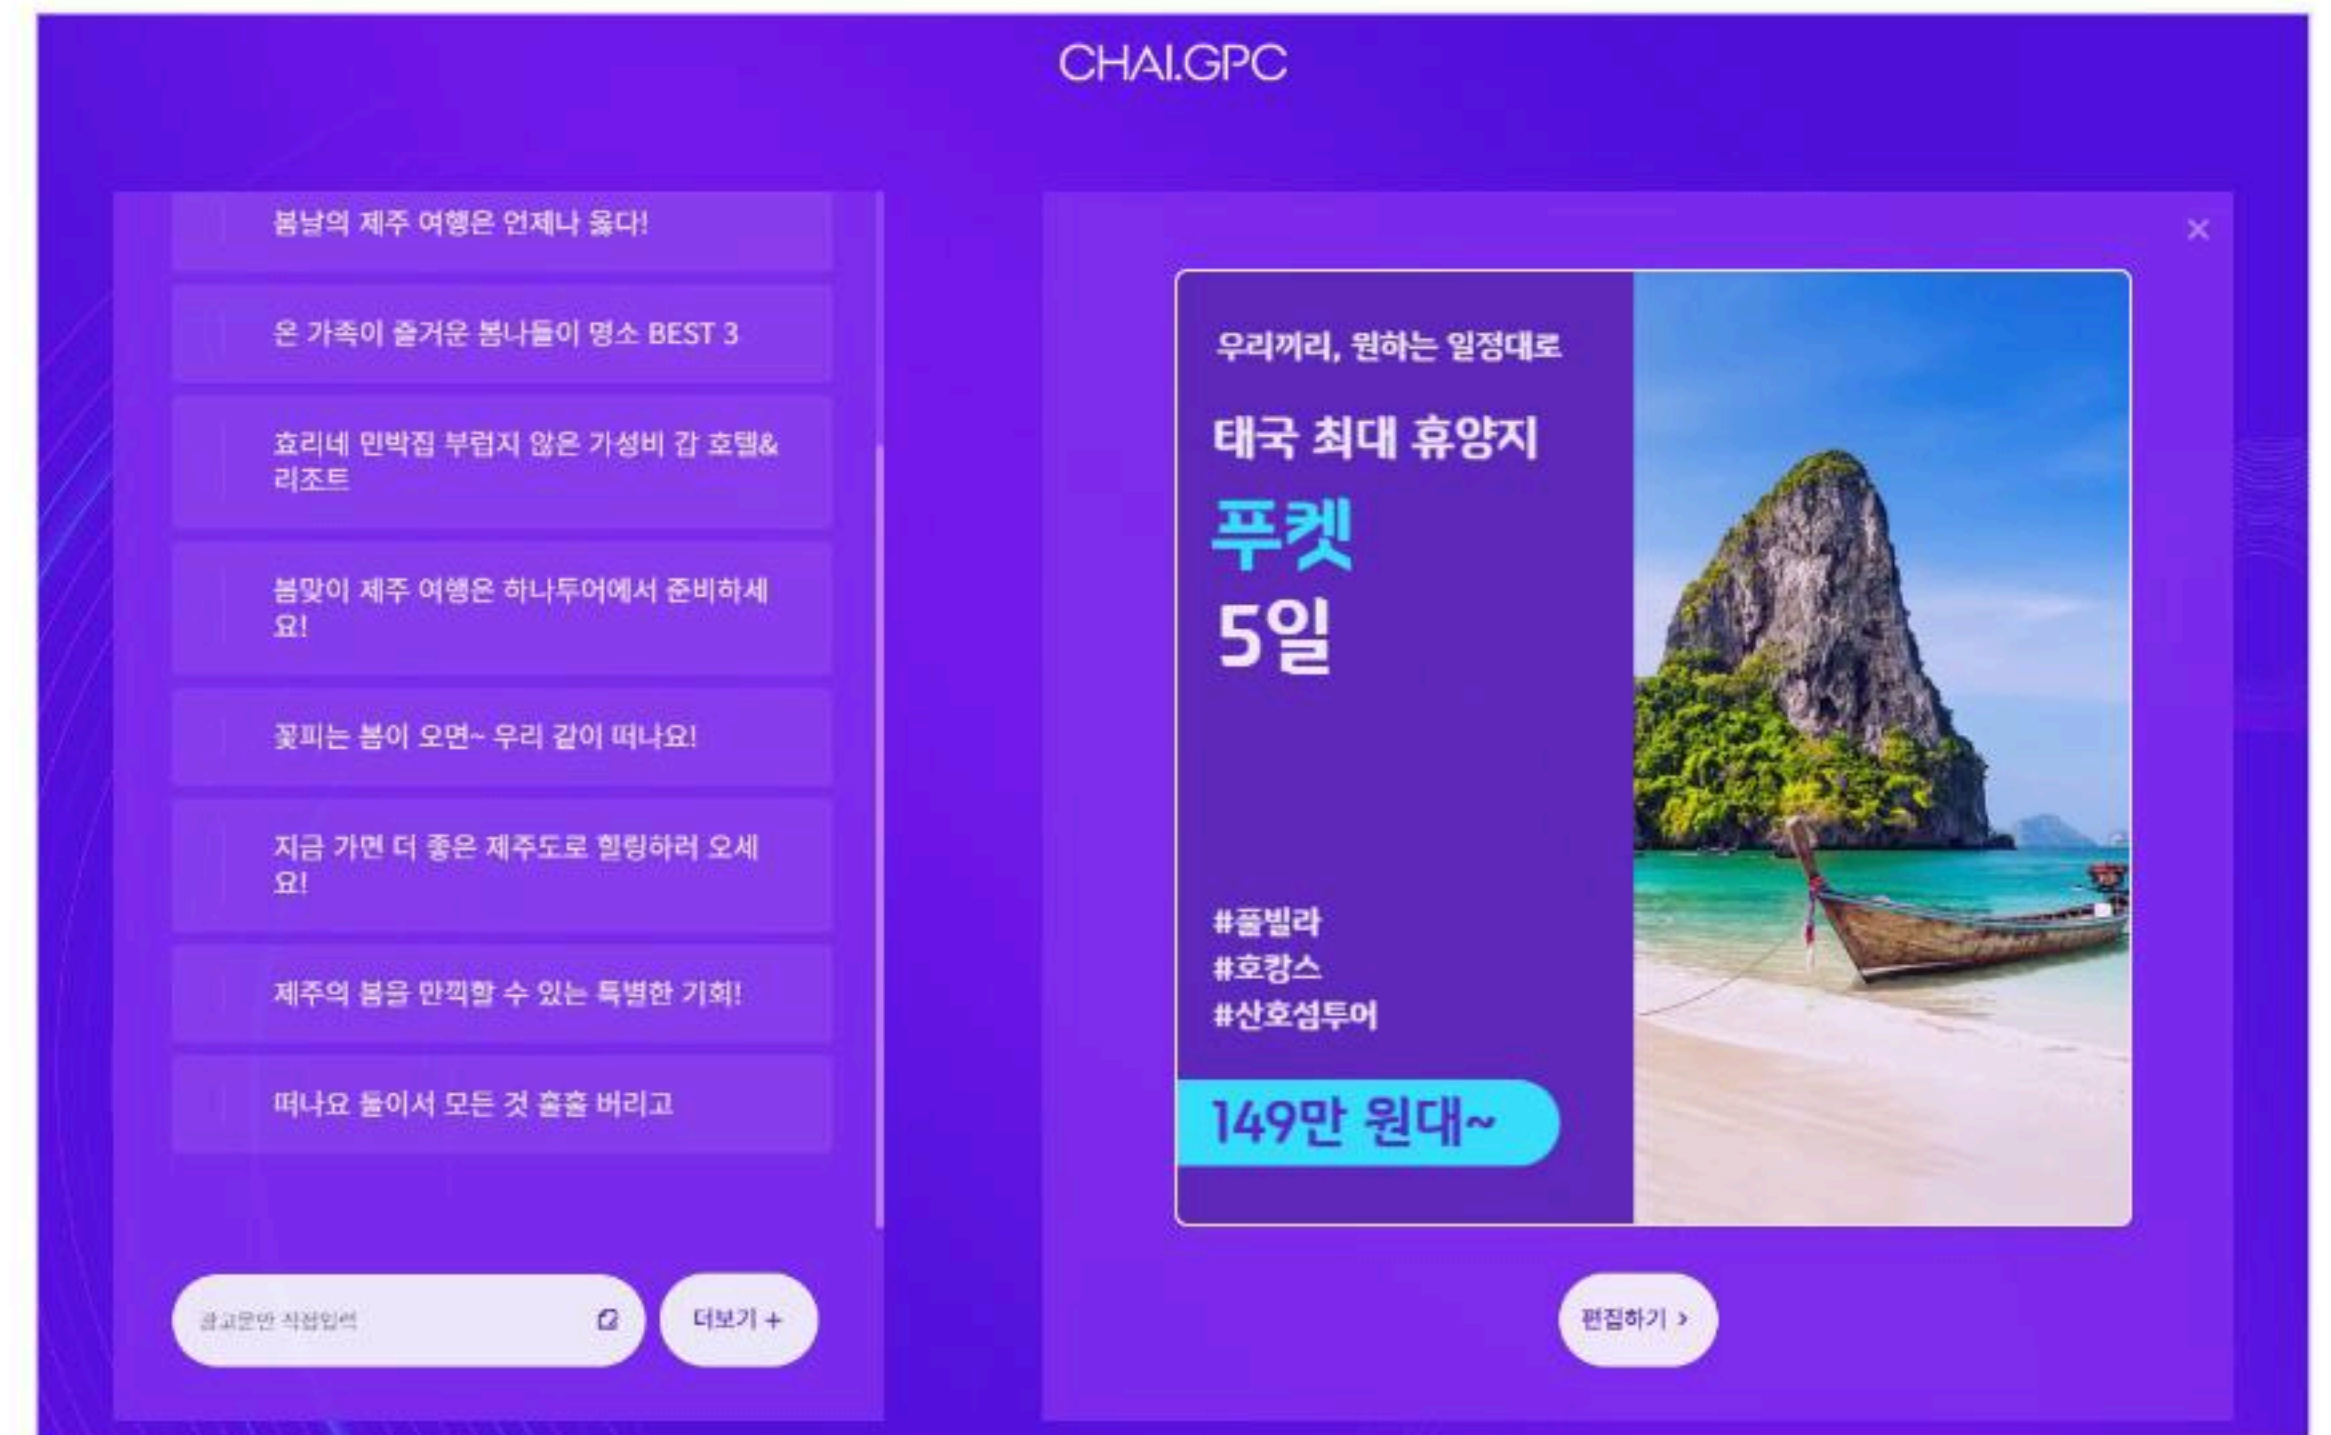 CHAI.GPC
봄날의 제주 여행은 언제나 옳다!
온 가족이 즐거운 봄나들이 명소 BEST 3
효리네 민박집 부럽지 않은 가성비 갑 호텔&
리조트
봄맞이 제주 여행은 하나투어에서 준비하세
요!
꽃피는 봄이 오면~ 우리 같이 떠나요!
지금 가면 더 좋은 제주도로 힐링하러 오세
요!
제주의 봄을 만끽할 수 있는 특별한 기회!
떠나요 둘이서 모든 것 훌훌 버리고
광고문안 직접입력
더보기 +
우리끼리, 원하는 일정대로
태국 최대 휴양지
푸켓
5일
#풀빌라
#호캉스
#산호섬투어
149만 원대~
편집하기 >